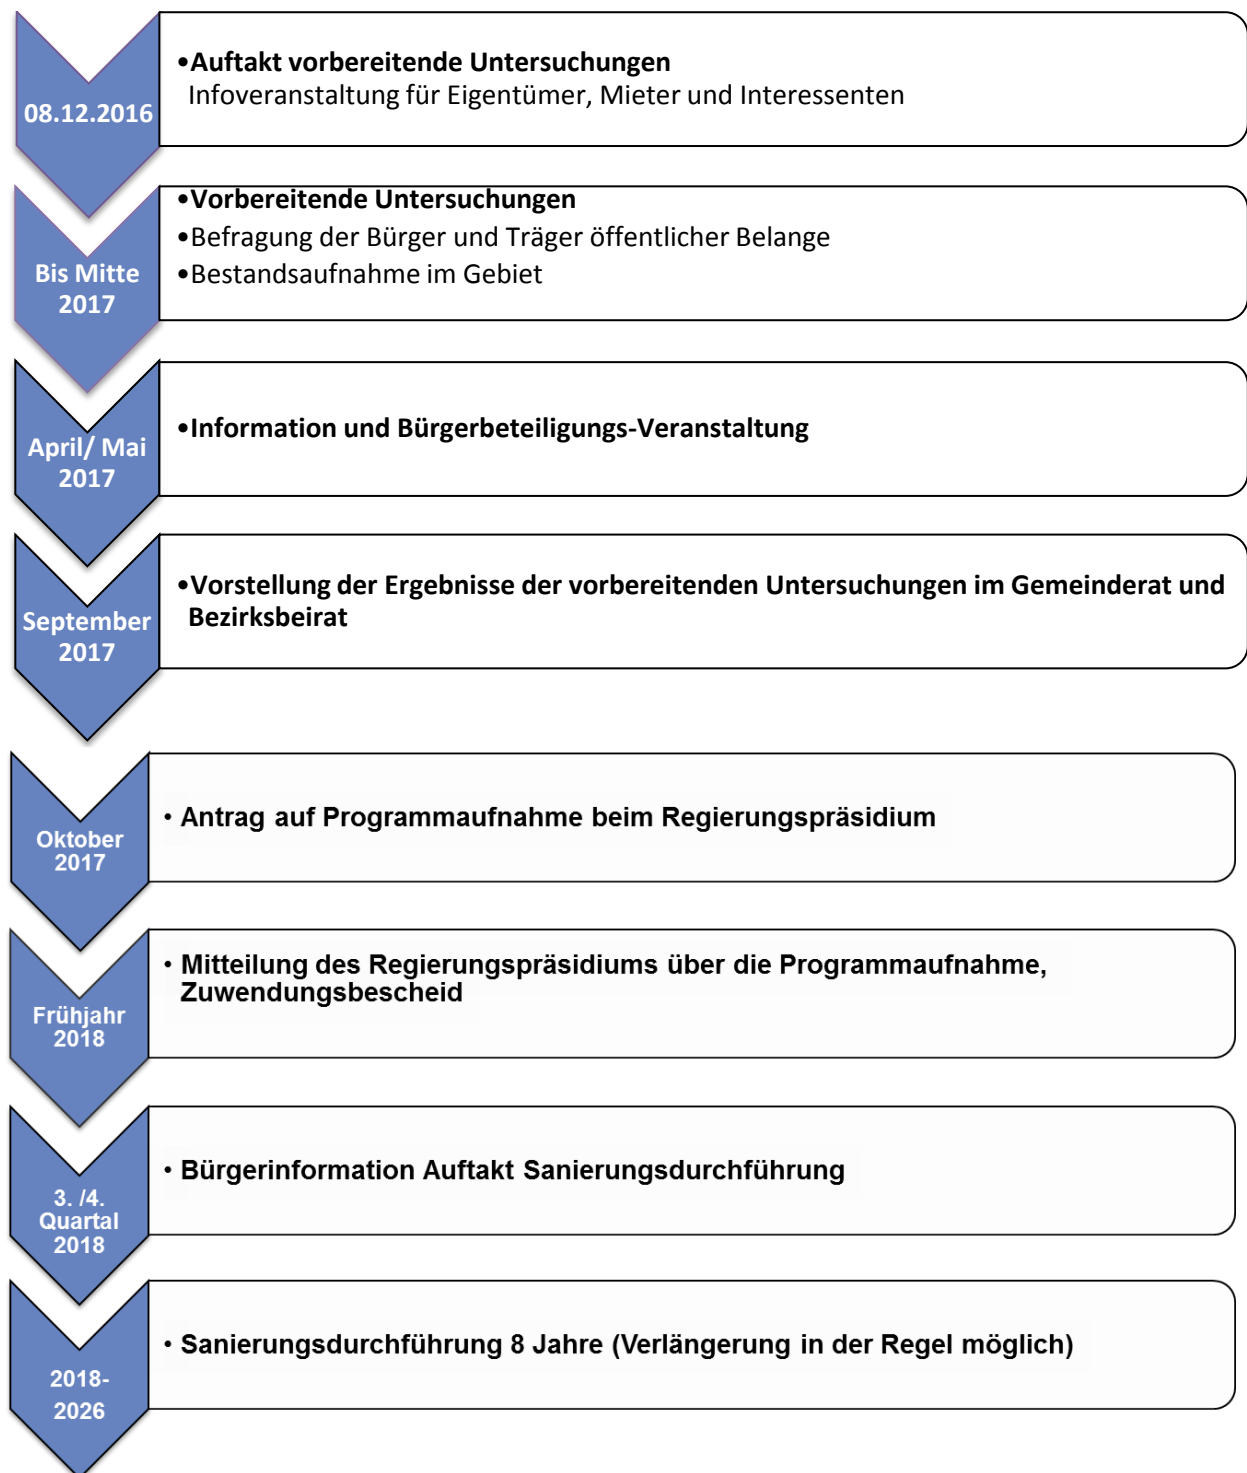 08.12.2016
•Auftakt vorbereitende Untersuchungen
Infoveranstaltung für Eigentümer, Mieter und Interessenten
Bis Mitte
2017
•Vorbereitende Untersuchungen
•Befragung der Bürger und Träger öffentlicher Belange
•Bestandsaufnahme im Gebiet
April/ Mai
2017
•Information und Bürgerbeteiligungs-Veranstaltung
September
2017
•Vorstellung der Ergebnisse der vorbereitenden Untersuchungen im Gemeinderat und
Bezirksbeirat
Oktober
2017
• Antrag auf Programmaufnahme beim Regierungspräsidium
Frühjahr
2018
• Mitteilung des Regierungspräsidiums über die Programmaufnahme,
Zuwendungsbescheid
3. /4.
Quartal
2018
• Bürgerinformation Auftakt Sanierungsdurchführung
2018-
2026
• Sanierungsdurchführung 8 Jahre (Verlängerung in der Regel möglich)